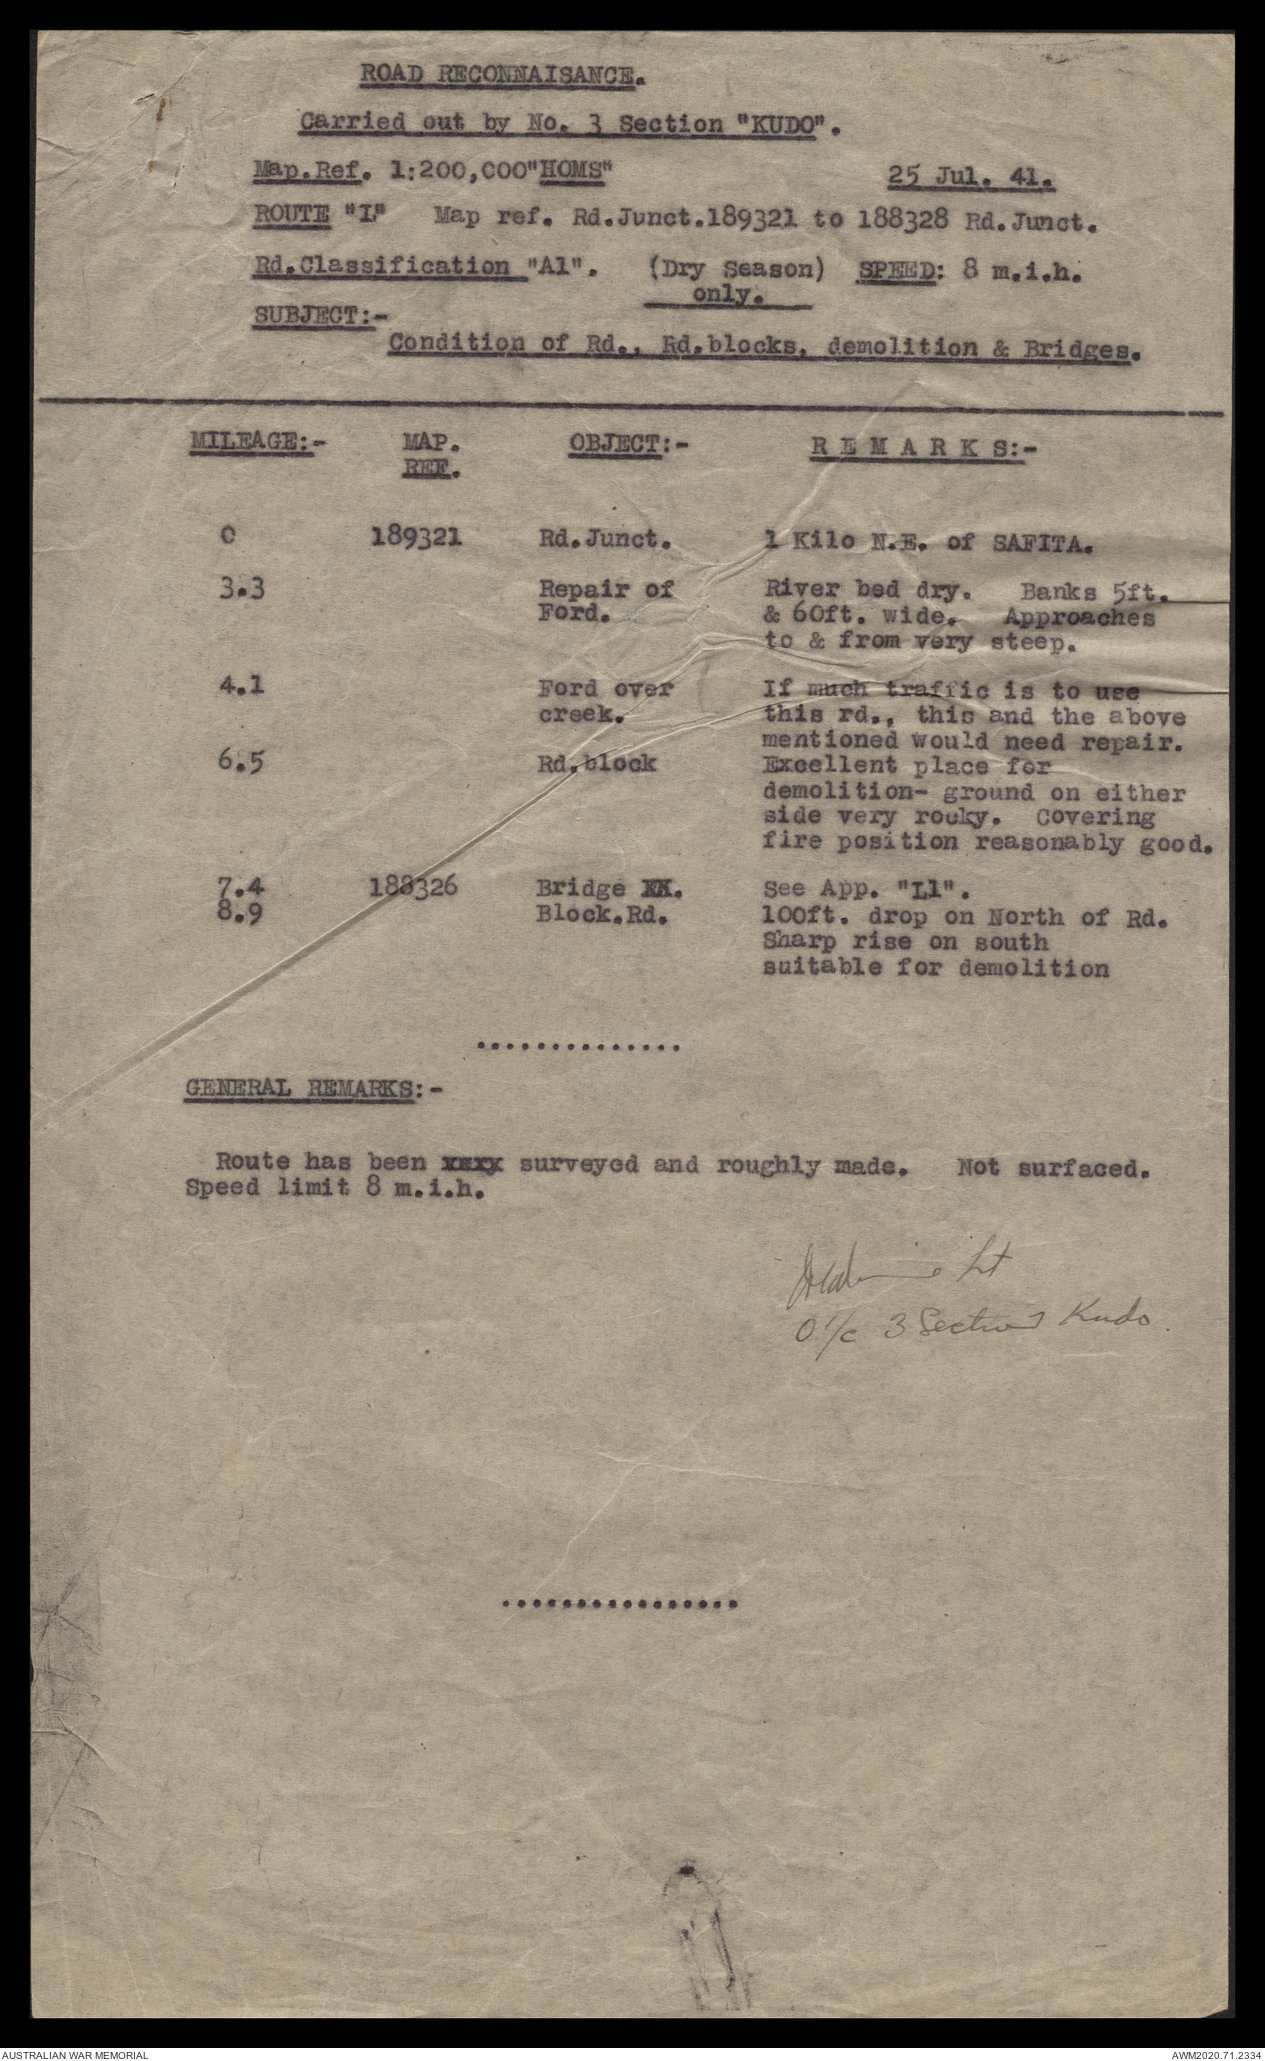 ROAD RECONNAISANCE.
Carried out by No. 3 Section "KUDO".
Map.Ref. 1:200,000"HOMS" 25 Jul. 41.
ROUTE "L" Map ref. Rd.Junct.189321 to 188328 Rd.Junct.
Rd.Classification "A1". (Dry Season) SPEED: 8 m.i.h.
only.
SUBJECT:-
Condition of Rd., Rd.blocks, demolition & Bridges.
MILEAGE:- MAP. OBJECT:- R E M A R K S:-
REF.
0 189321 Rd.Junct. 1 Kilo N.E. of SAFITA.
3.3 Repair of River bed dry. Banks 5ft.
Ford. & 60ft. wide. Approaches
to & from very steep.
4.1 Ford over If much traffic is to use
creek. this rd., this and the above
mentioned would need repair.
6.5 Rd.block Excellent place for
demolition- ground on either
side very rocky. Covering
fire position reasonably good.
7.4 188326 Bridge XX. See App. "L1".
8.9 Block.Rd. 100ft. drop on North of Rd.
Sharp rise on south
suitable for demolition
..............
GENERAL REMARKS:-
Route has been xxxx surveyed and roughly made. Not surfaced.
Speed limit 8 m.i.h.
Lt
O i/c 3 Section Kudo.
................
AUSTRALIAN WAR MEMORIAL AWM2020.71.2334